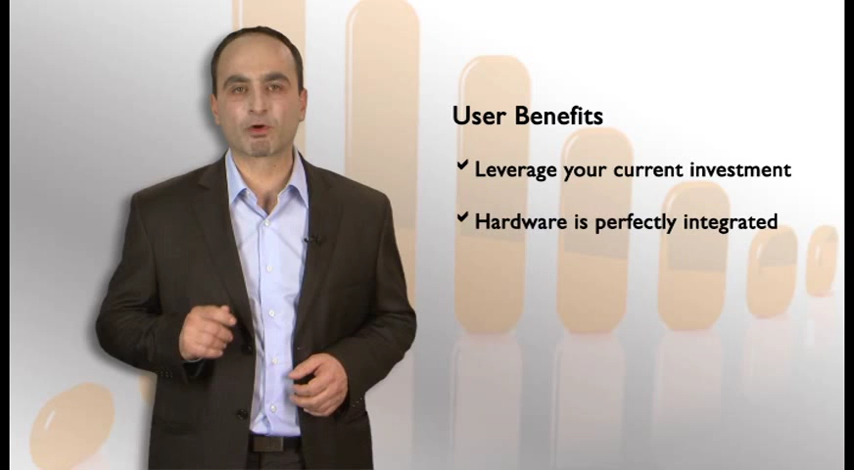 User Benefits
Leverage your current investment
Hardware is perfectly integrated